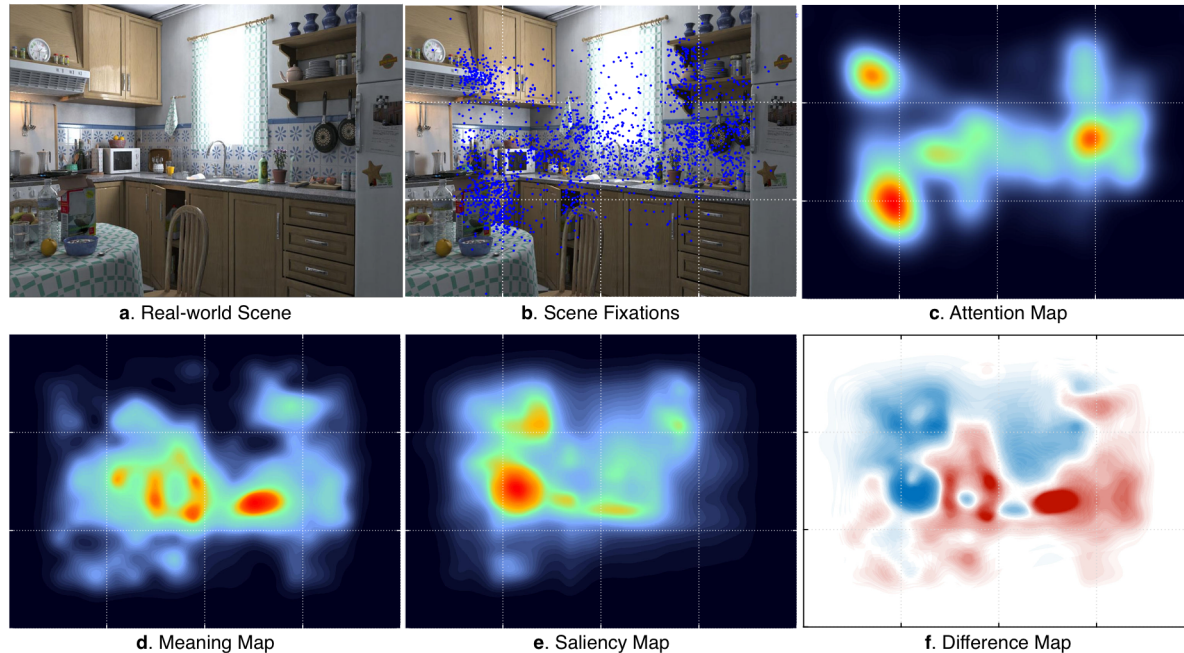 a. Real-world Scene
b. Scene Fixations
c. Attention Map
d. Meaning Map
e. Saliency Map
f. Difference Map